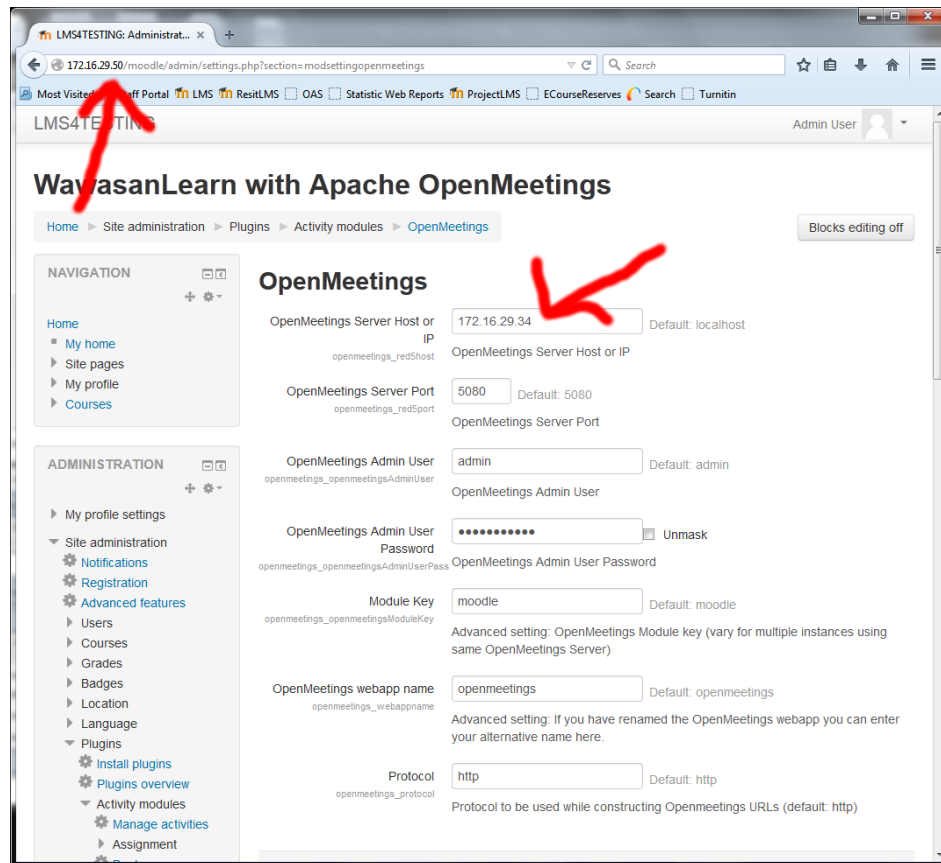 LMS4TESTING: Administrat...
172.16.29.50/moodle/admin/settings.php?section=modsettingopenmeetings
Search
Most Visited aff Portal LMS ResitLMS OAS Statistic Web Reports ProjectLMS ECourseReserves Search Turnitin
LMS4TESTING
Admin User
WawasanLearn with Apache OpenMeetings
Home Site administration Plugins Activity modules OpenMeetings
Blocks editing off
NAVIGATION
Home
My home
Site pages
My profile
Courses
ADMINISTRATION
My profile settings
Site administration
Notifications
Registration
Advanced features
Users
Courses
Grades
Badges
Location
Language
Plugins
Install plugins
Plugins overview
Activity modules
Manage activities
Assignment
OpenMeetings
OpenMeetings Server Host or
IP
openmeetings_red5host
172.16.29.34 Default: localhost
OpenMeetings Server Host or IP
OpenMeetings Server Port
openmeetings_red5port
5080 Default: 5080
OpenMeetings Server Port
OpenMeetings Admin User
openmeetings_openmeetingsAdminUser
admin Default: admin
OpenMeetings Admin User
OpenMeetings Admin User
Password
openmeetings_openmeetingsAdminUserPass
••••••••••• Unmask
OpenMeetings Admin User Password
Module Key
openmeetings_openmeetingsModuleKey
moodle Default: moodle
Advanced setting: OpenMeetings Module key (vary for multiple instances using
same OpenMeetings Server)
OpenMeetings webapp name
openmeetings_webappname
openmeetings Default: openmeetings
Advanced setting: If you have renamed the OpenMeetings webapp you can enter
your alternative name here.
Protocol
openmeetings_protocol
http Default: http
Protocol to be used while constructing Openmeetings URLs (default: http)